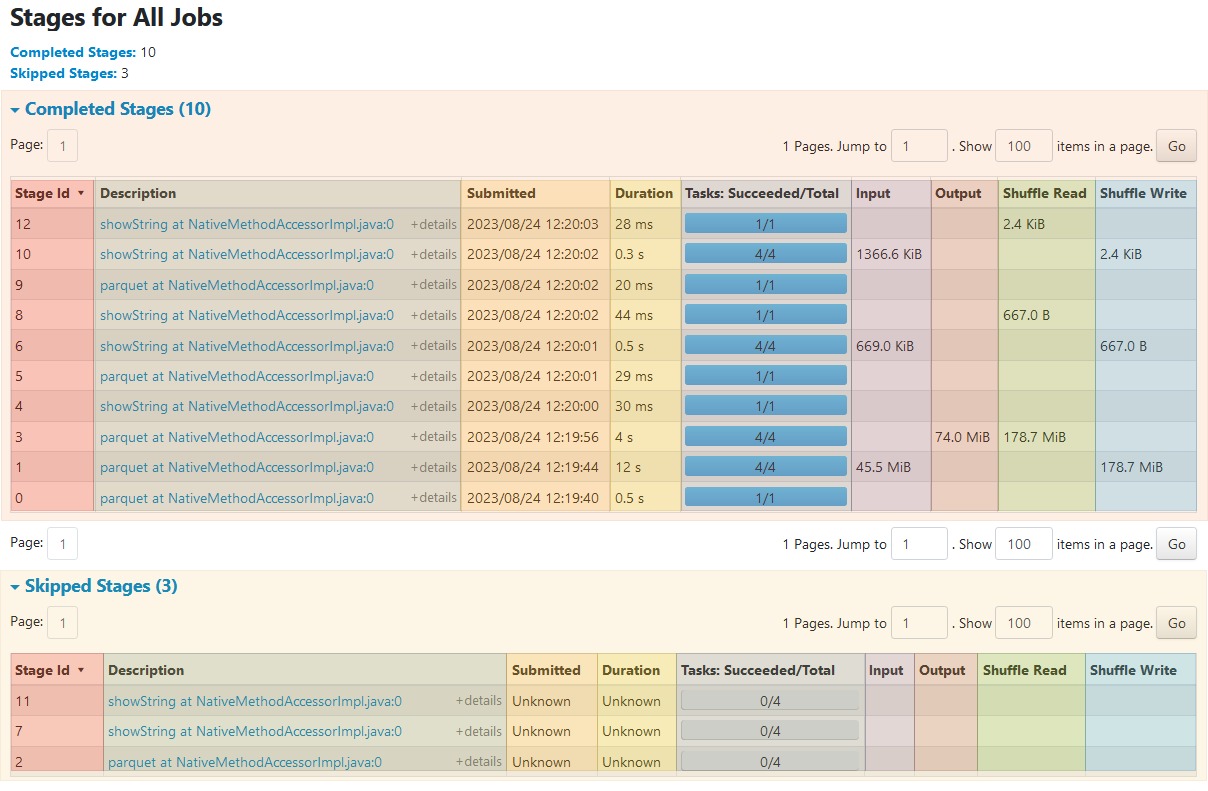 Stages for All Jobs
Completed Stages: 10
Skipped Stages: 3
Completed Stages (10)
Page: 1 1 Pages. Jump to 1 . Show 100 items in a page. Go
Stage Id Description Submitted Duration Tasks: Succeeded/Total Input Output Shuffle Read Shuffle Write
12 showString at NativeMethodAccessorImpl.java:0 +details 2023/08/24 12:20:03 28 ms 1/1 2.4 KiB
10 showString at NativeMethodAccessorImpl.java:0 +details 2023/08/24 12:20:02 0.3 s 4/4 1366.6 KiB 2.4 KiB
9 parquet at NativeMethodAccessorImpl.java:0 +details 2023/08/24 12:20:02 20 ms 1/1
8 showString at NativeMethodAccessorImpl.java:0 +details 2023/08/24 12:20:02 44 ms 1/1 667.0 B
6 showString at NativeMethodAccessorImpl.java:0 +details 2023/08/24 12:20:01 0.5 s 4/4 669.0 KiB 667.0 B
5 parquet at NativeMethodAccessorImpl.java:0 +details 2023/08/24 12:20:01 29 ms 1/1
4 showString at NativeMethodAccessorImpl.java:0 +details 2023/08/24 12:20:00 30 ms 1/1
3 parquet at NativeMethodAccessorImpl.java:0 +details 2023/08/24 12:19:56 4 s 4/4 74.0 MiB 178.7 MiB
1 parquet at NativeMethodAccessorImpl.java:0 +details 2023/08/24 12:19:44 12 s 4/4 45.5 MiB 178.7 MiB
0 parquet at NativeMethodAccessorImpl.java:0 +details 2023/08/24 12:19:40 0.5 s 1/1
Page: 1 1 Pages. Jump to 1 . Show 100 items in a page. Go
Skipped Stages (3)
Page: 1 1 Pages. Jump to 1 . Show 100 items in a page. Go
Stage Id Description Submitted Duration Tasks: Succeeded/Total Input Output Shuffle Read Shuffle Write
11 showString at NativeMethodAccessorImpl.java:0 +details Unknown Unknown 0/4
7 showString at NativeMethodAccessorImpl.java:0 +details Unknown Unknown 0/4
2 parquet at NativeMethodAccessorImpl.java:0 +details Unknown Unknown 0/4